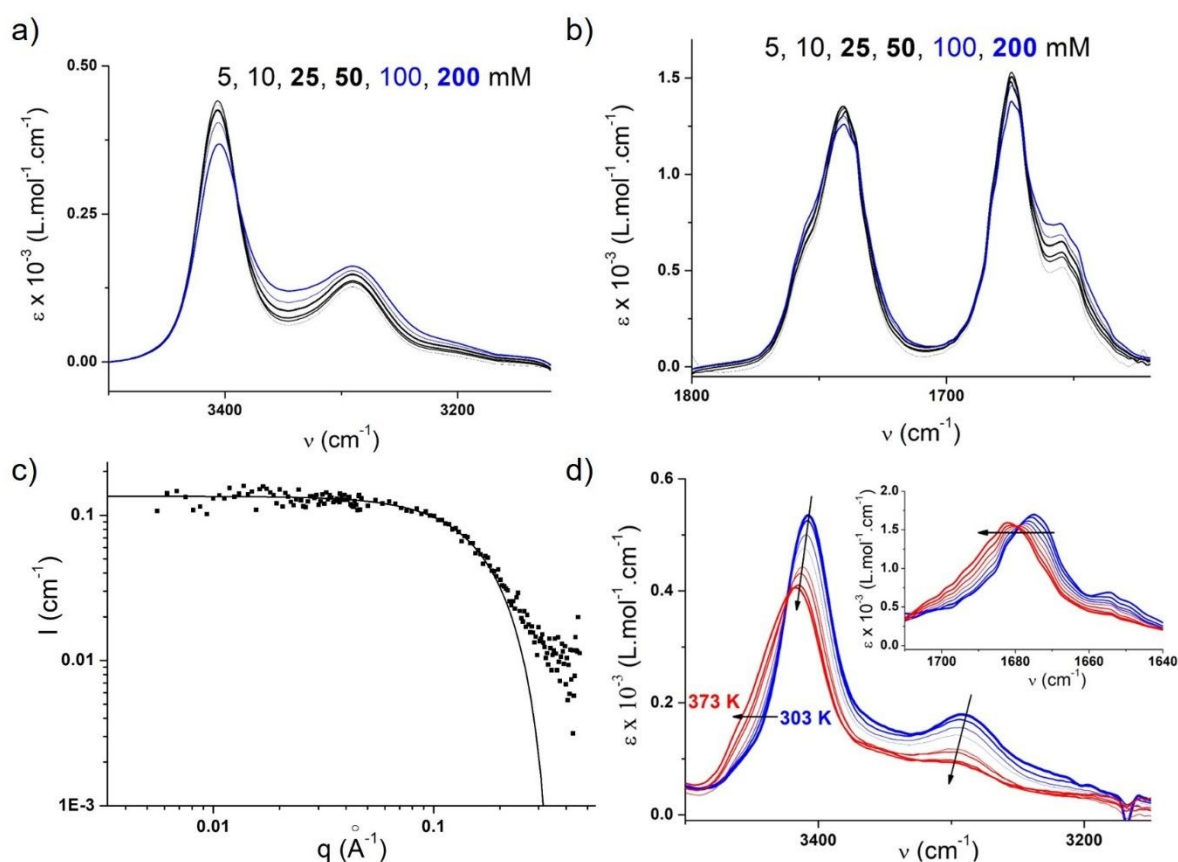 a)
5, 10, 25, 50, 100, 200 mM
0.50
0.25
0.00
ε x 10⁻³ (L.mol⁻¹.cm⁻¹)
3400
3200
ν (cm⁻¹)
b)
5, 10, 25, 50, 100, 200 mM
1.5
1.0
0.5
0.0
ε x 10⁻³ (L.mol⁻¹.cm⁻¹)
1800
1700
ν (cm⁻¹)
c)
0.1
0.01
1E-3
I (cm⁻¹)
0.01
0.1
q (Å⁻¹)
d)
0.6
0.4
0.2
0.0
ε x 10⁻³ (L.mol⁻¹.cm⁻¹)
373 K
303 K
3400
3200
ν (cm⁻¹)
2.0
1.5
1.0
0.5
0.0
ε x 10⁻³ (L.mol⁻¹.cm⁻¹)
1700
1680
1660
1640
ν (cm⁻¹)